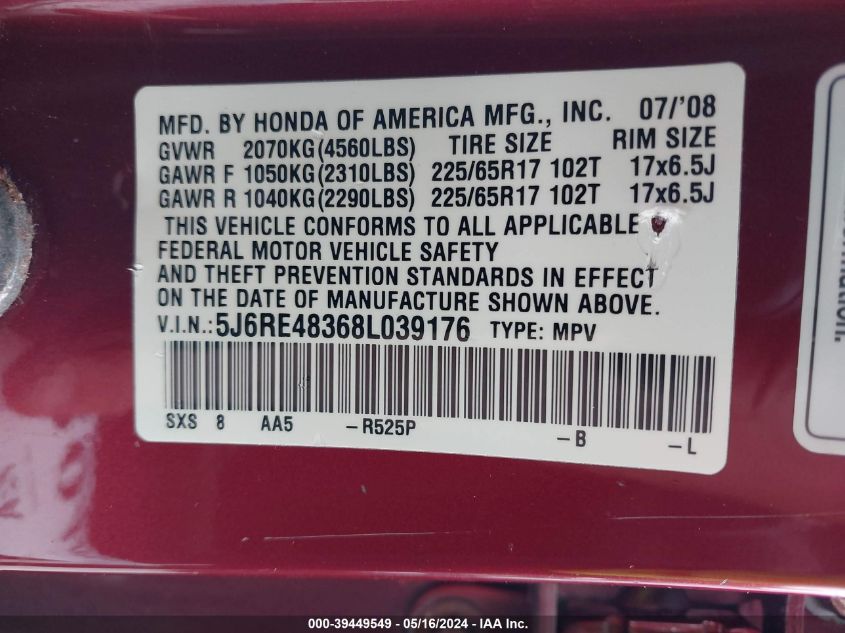 MFD. BY HONDA OF AMERICA MFG., INC. 07/'08
GVWR 2070KG(4560LBS) TIRE SIZE RIM SIZE
GAWR F 1050KG(2310LBS) 225/65R17 102T 17x6.5J
GAWR R 1040KG(2290LBS) 225/65R17 102T 17x6.5J
THIS VEHICLE CONFORMS TO ALL APPLICABLE
FEDERAL MOTOR VEHICLE SAFETY
AND THEFT PREVENTION STANDARDS IN EFFECT
ON THE DATE OF MANUFACTURE SHOWN ABOVE.
V.I.N.: 5J6RE48368L039176 TYPE: MPV
SXS 8 AA5 -R525P -B -L
000-39449549 - 05/16/2024 - IAA Inc.